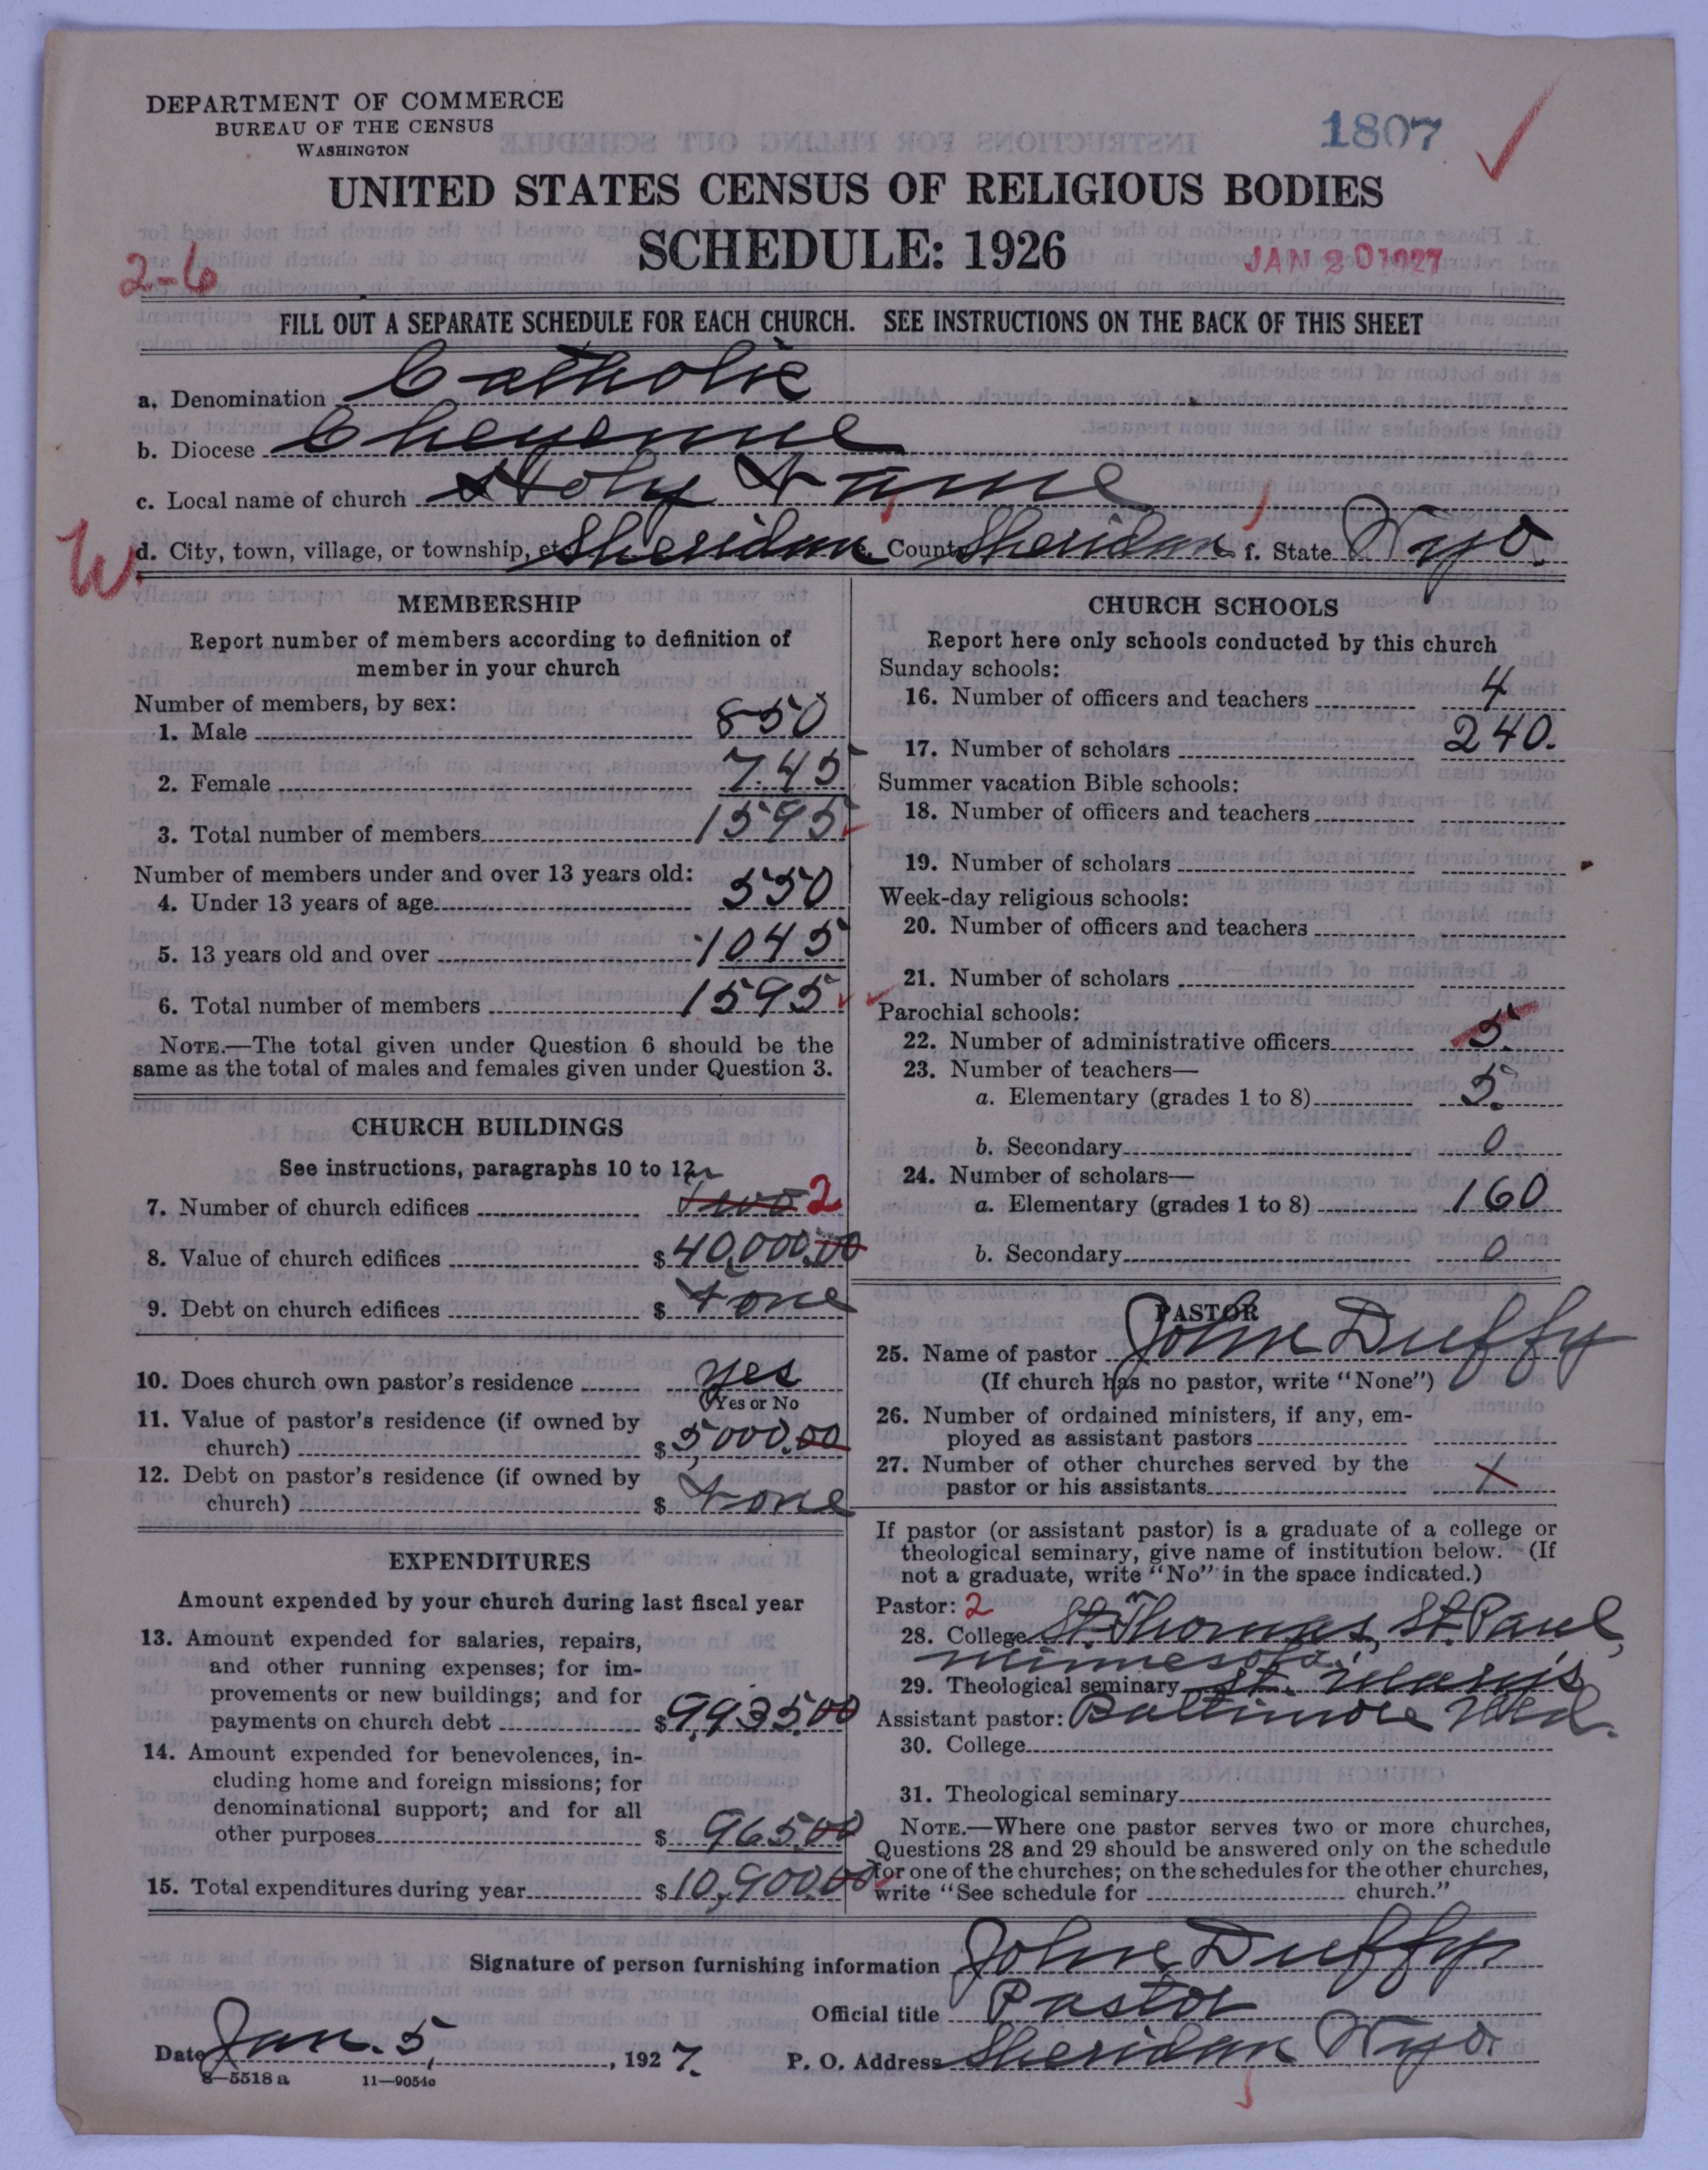 DEPARTMENT OF COMMERCE
BUREAU OF THE CENSUS
WASHINGTON
1807
UNITED STATES CENSUS OF RELIGIOUS BODIES
SCHEDULE: 1926
JAN 20 1927
2-6
FILL OUT A SEPARATE SCHEDULE FOR EACH CHURCH. SEE INSTRUCTIONS ON THE BACK OF THIS SHEET
a. Denomination Catholic
b. Diocese Cheyenne
c. Local name of church Holy Name
W
d. City, town, village, or township, etc. Sheridan e. County Sheridan f. State Wyo.
MEMBERSHIP
Report number of members according to definition of
member in your church
Number of members, by sex:
1. Male 850
2. Female 745
3. Total number of members 1595
Number of members under and over 13 years old:
4. Under 13 years of age 550
5. 13 years old and over 1045
6. Total number of members 1595
NOTE.—The total given under Question 6 should be the
same as the total of males and females given under Question 3.
CHURCH BUILDINGS
See instructions, paragraphs 10 to 12
7. Number of church edifices two 2
8. Value of church edifices $ 40,000.00
9. Debt on church edifices $ None
10. Does church own pastor's residence yes
(Yes or No
11. Value of pastor's residence (if owned by
church) $ 5,000.00
12. Debt on pastor's residence (if owned by
church) $ None
EXPENDITURES
Amount expended by your church during last fiscal year
13. Amount expended for salaries, repairs,
and other running expenses; for im-
provements or new buildings; and for
payments on church debt $ 9,935.00
14. Amount expended for benevolences, in-
cluding home and foreign missions; for
denominational support; and for all
other purposes $ 965.00
15. Total expenditures during year $ 10,900.00
CHURCH SCHOOLS
Report here only schools conducted by this church
Sunday schools:
16. Number of officers and teachers 4
17. Number of scholars 240.
Summer vacation Bible schools:
18. Number of officers and teachers
19. Number of scholars
Week-day religious schools:
20. Number of officers and teachers
21. Number of scholars
Parochial schools:
22. Number of administrative officers 5.
23. Number of teachers—
a. Elementary (grades 1 to 8) 5.
b. Secondary 0
24. Number of scholars—
a. Elementary (grades 1 to 8) 160
b. Secondary 0
PASTOR
25. Name of pastor John Duffy
(If church has no pastor, write "None")
26. Number of ordained ministers, if any, em-
ployed as assistant pastors
27. Number of other churches served by the
pastor or his assistants X
If pastor (or assistant pastor) is a graduate of a college or
theological seminary, give name of institution below. (If
not a graduate, write "No" in the space indicated.)
Pastor: 2
28. College St. Thomas, St. Paul,
Minnesota.
29. Theological seminary St. Mary's
Assistant pastor: Baltimore Md.
30. College
31. Theological seminary
NOTE.—Where one pastor serves two or more churches,
Questions 28 and 29 should be answered only on the schedule
for one of the churches; on the schedules for the other churches,
write "See schedule for church."
Signature of person furnishing information John Duffy
Official title Pastor
Date Jan. 5, 1927. P. O. Address Sheridan Wyo.
8—5518 a 11—9054o